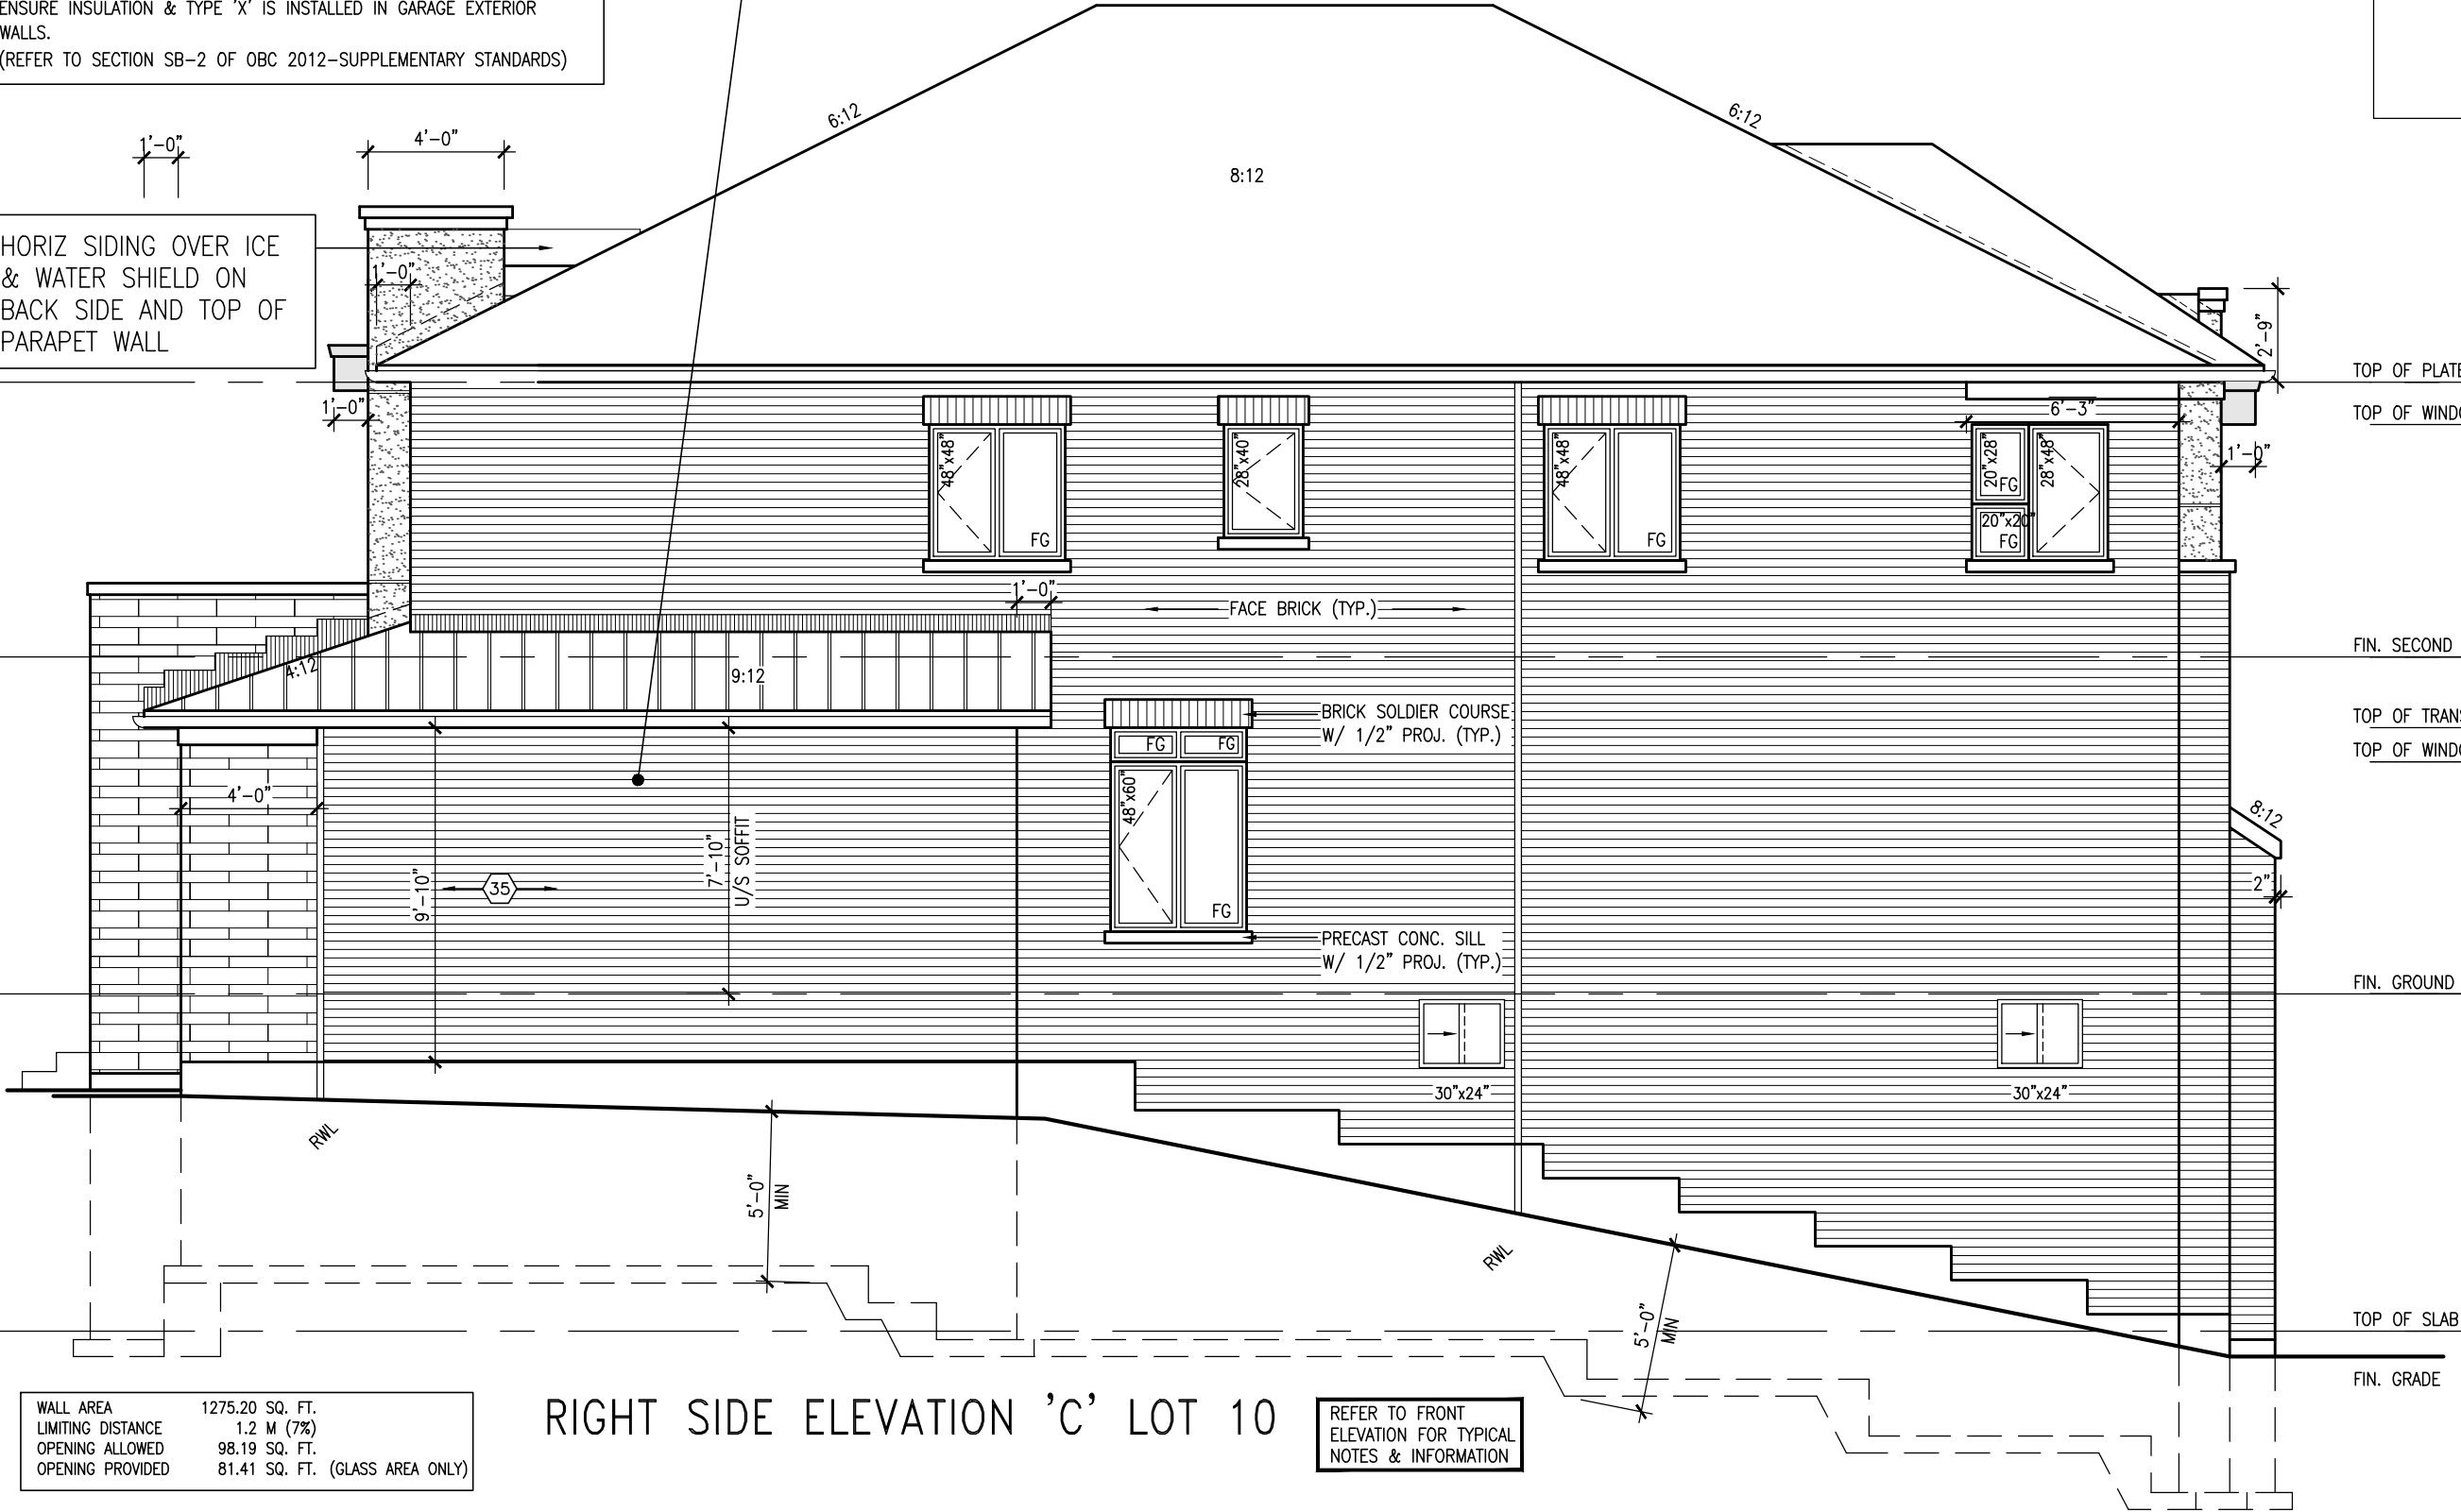 ENSURE INSULATION & TYPE 'X' IS INSTALLED IN GARAGE EXTERIOR
WALLS.
(REFER TO SECTION SB-2 OF OBC 2012-SUPPLEMENTARY STANDARDS)
6:12
6:12
8:12
1'-0"
4'-0"
HORIZ SIDING OVER ICE
& WATER SHIELD ON
BACK SIDE AND TOP OF
PARAPET WALL
1'-0"
2'-9"
TOP OF PLATE
1'-0"
6'-3"
TOP OF WINDO
48"x48"
FG
28"x40"
48"x48"
FG
20"x28"
FG
28"x48"
20"x20"
FG
1'-0"
1'-0"
FACE BRICK (TYP.)
FIN. SECOND
4:12
9:12
BRICK SOLDIER COURSE
W/ 1/2" PROJ. (TYP.)
TOP OF TRANS
TOP OF WINDO
FG
FG
48"x60"
FG
4'-0"
8:12
9'-10"
35
7'-10"
U/S SOFFIT
2"
PRECAST CONC. SILL
W/ 1/2" PROJ. (TYP.)
FIN. GROUND
30"x24"
30"x24"
RWL
5'-0"
MIN
RWL
5'-0"
MIN
TOP OF SLAB
FIN. GRADE
WALL AREA 1275.20 SQ. FT.
LIMITING DISTANCE 1.2 M (7%)
OPENING ALLOWED 98.19 SQ. FT.
OPENING PROVIDED 81.41 SQ. FT. (GLASS AREA ONLY)
RIGHT SIDE ELEVATION 'C' LOT 10
REFER TO FRONT
ELEVATION FOR TYPICAL
NOTES & INFORMATION